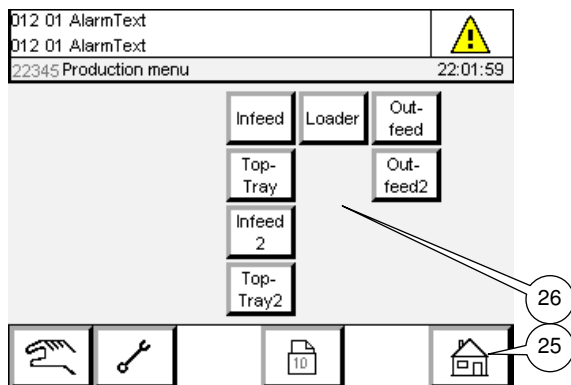 012 01 AlarmText
012 01 AlarmText
22345 Production menu 22:01:59
Infeed Loader Out-
feed
Top-
Tray
Out-
feed2
Infeed
2
Top-
Tray2
26
25
10